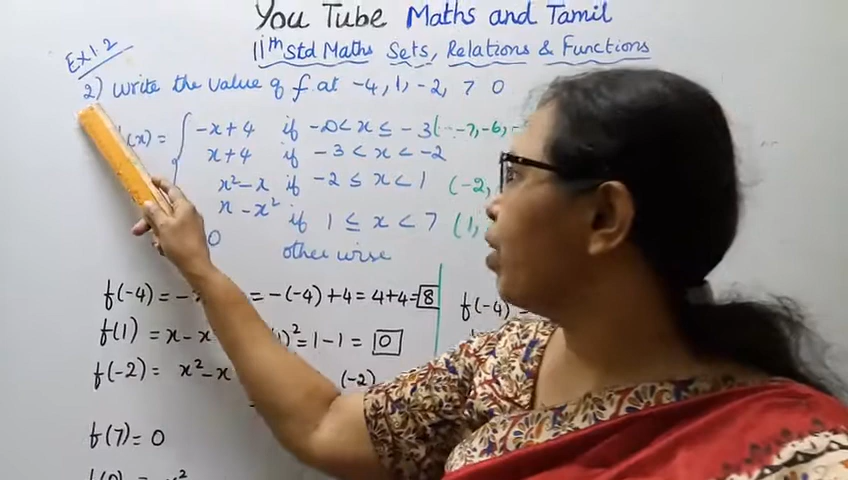 You Tube Maths and Tamil
11th Std Maths Sets, Relations & Functions
Ex 1.2
2) Write the value of f at -4, 1, -2, 7 0
(x) = { -x+4 if -∞<x ≤ -3 (- -7, -6,
x+4 if -3<x<-2
x²-x if -2 ≤ x < 1 (-2,
x - x² if 1 ≤ x < 7 (1,
0 otherwise
f(-4) = - = -(-4)+4 = 4+4= 8
f(-4)
f(1) = x - x ² = 1-1 = 0
f(-2) = x² - x (-2)
f(7) = 0